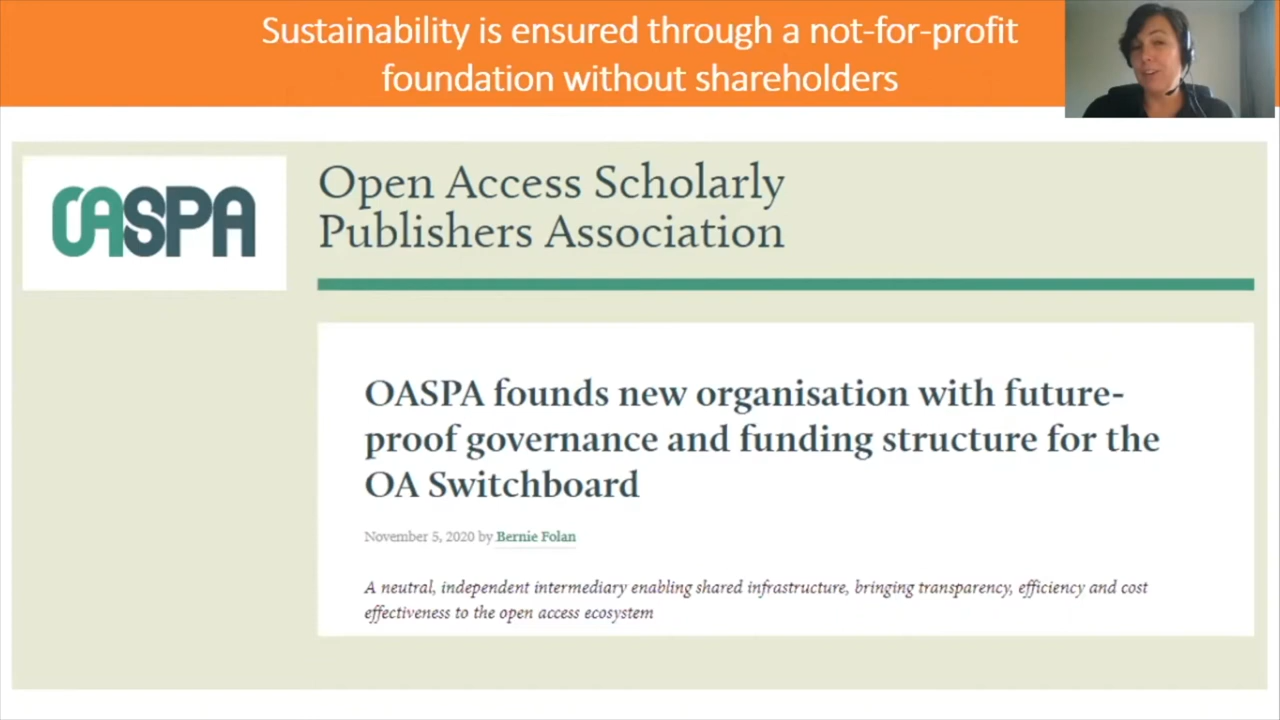 Sustainability is ensured through a not-for-profit
foundation without shareholders
OASPA
Open Access Scholarly
Publishers Association
OASPA founds new organisation with future-
proof governance and funding structure for the
OA Switchboard
November 5, 2020 by Bernie Folan
A neutral, independent intermediary enabling shared infrastructure, bringing transparency, efficiency and cost
effectiveness to the open access ecosystem